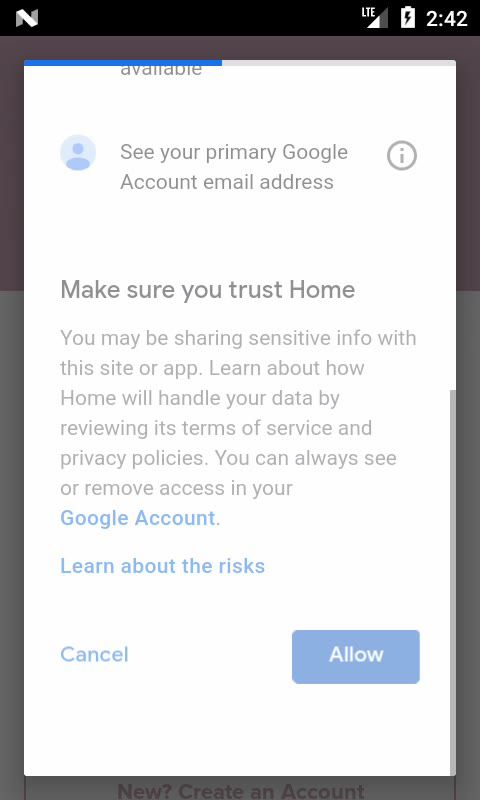 LTE 2:42
available
See your primary Google
Account email address
Make sure you trust Home
You may be sharing sensitive info with
this site or app. Learn about how
Home will handle your data by
reviewing its terms of service and
privacy policies. You can always see
or remove access in your
Google Account.
Learn about the risks
Cancel
Allow
New? Create an Account